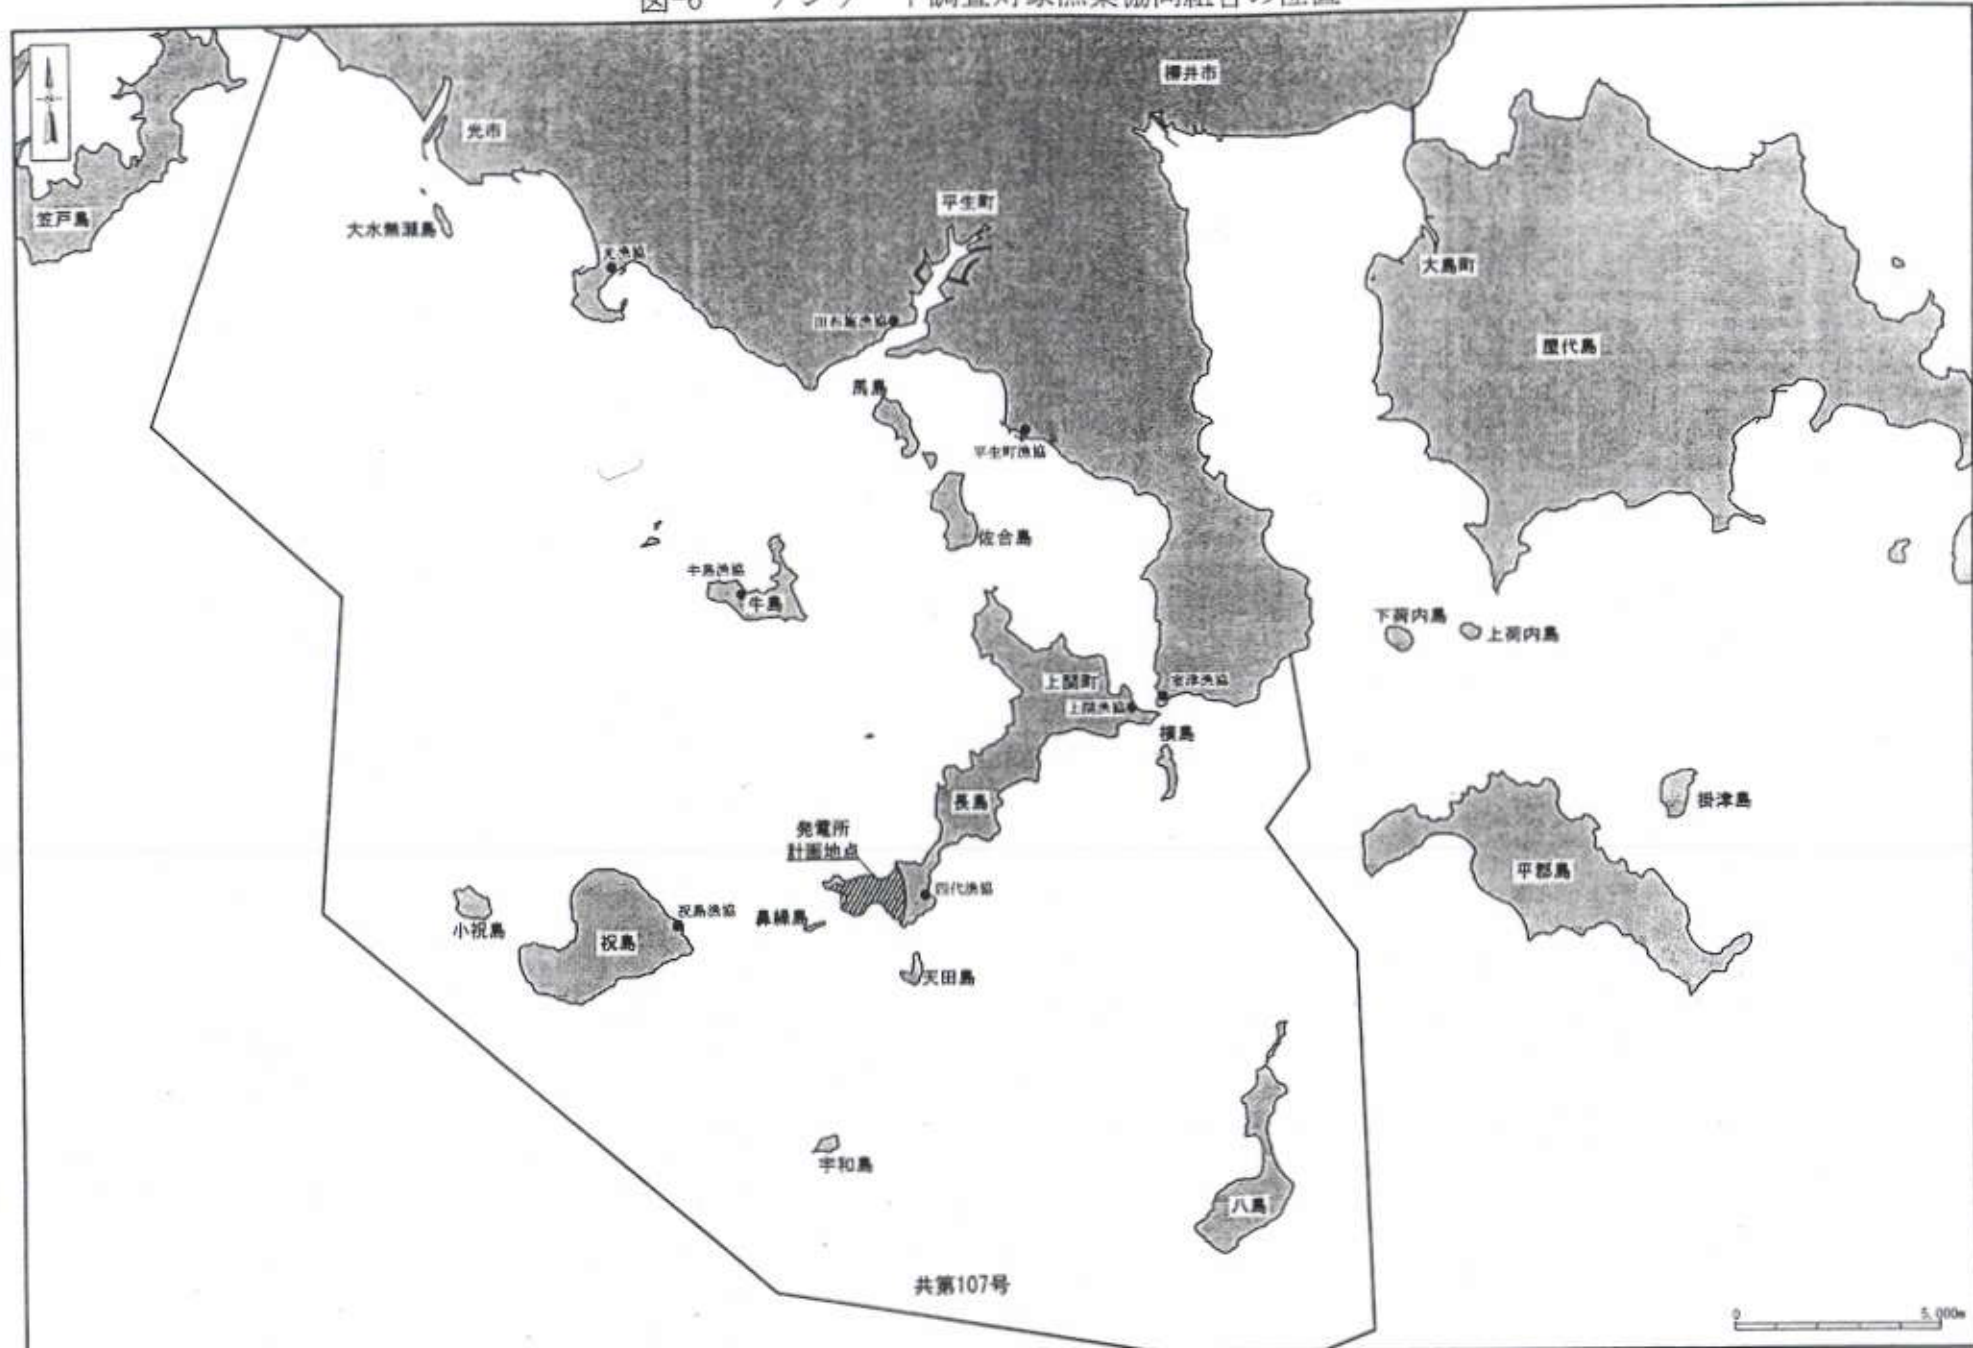 柳井市
光市
平生町
笠戸島
大水無瀬島
光漁協
大島町
田布施漁協
屋代島
馬島
平生町漁協
佐合島
牛島漁協
牛島
下荷内島
上荷内島
上関町
室津漁協
上関漁協
横島
長島
掛津島
発電所
計画地点
平郡島
四代漁協
祝島漁協
鼻繰島
小祝島
祝島
天田島
宇和島
八島
共第107号
0 5,000m